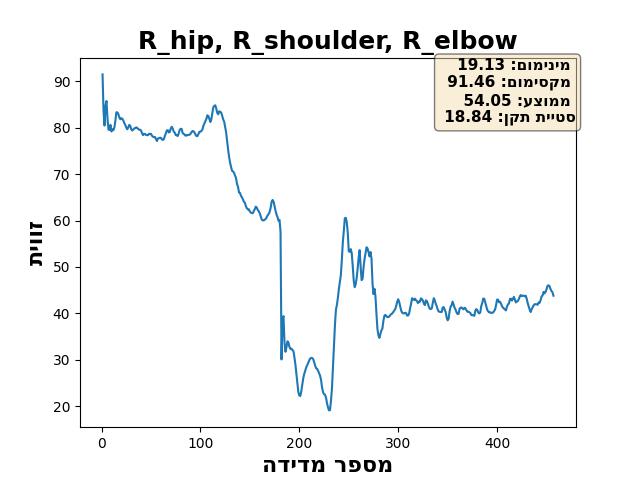 R_hip, R_shoulder, R_elbow
מינימום: 19.13
מקסימום: 91.46
ממוצע: 54.05
סטיית תקן: 18.84
זווית
90
80
70
60
50
40
30
20
0 100 200 300 400
מספר מדידה